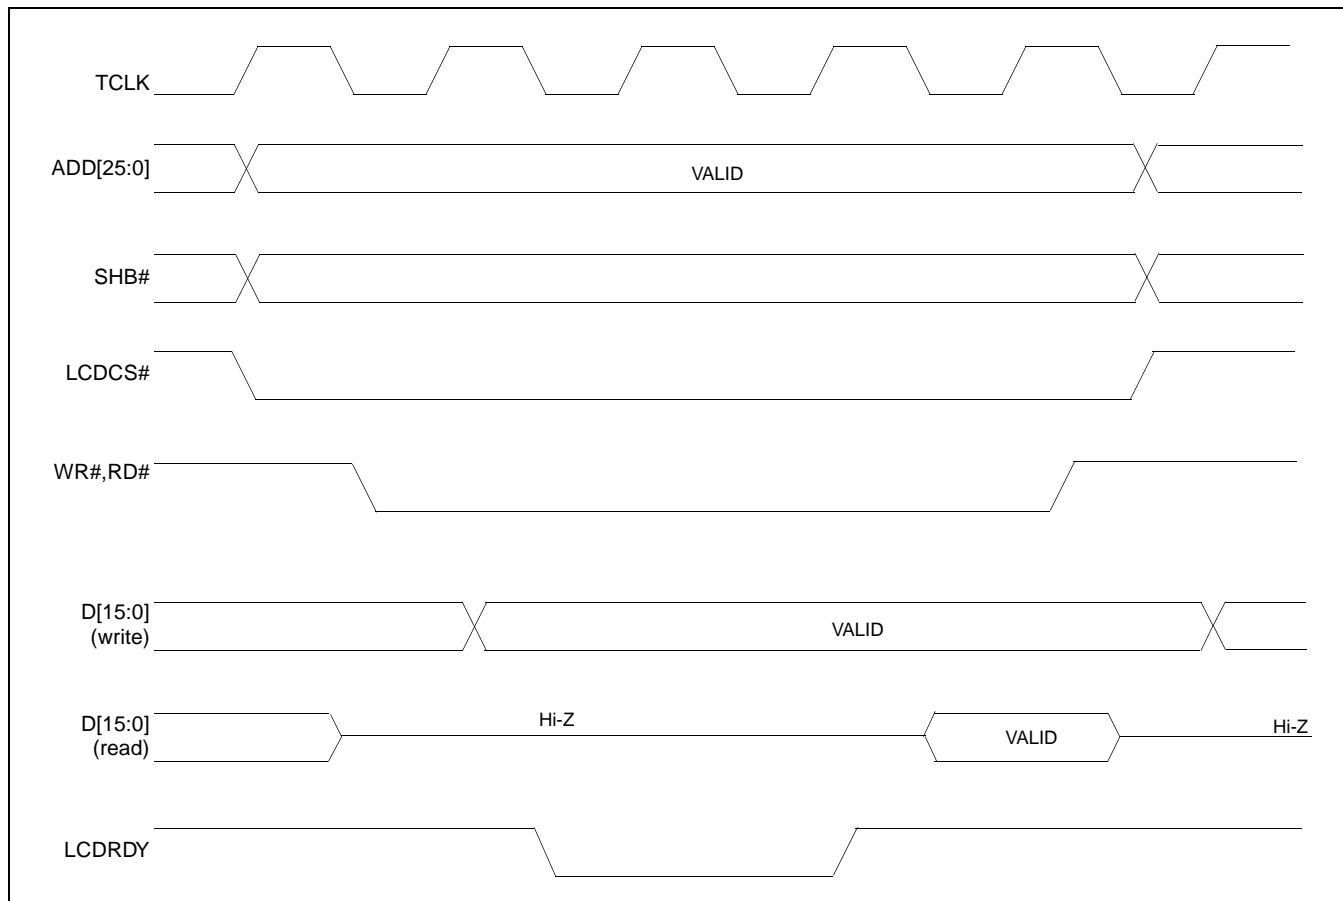 TCLK
ADD[25:0]
VALID
SHB#
LCDCS#
WR#,RD#
D[15:0]
(write)
VALID
D[15:0]
(read)
Hi-Z
VALID
Hi-Z
LCDRDY